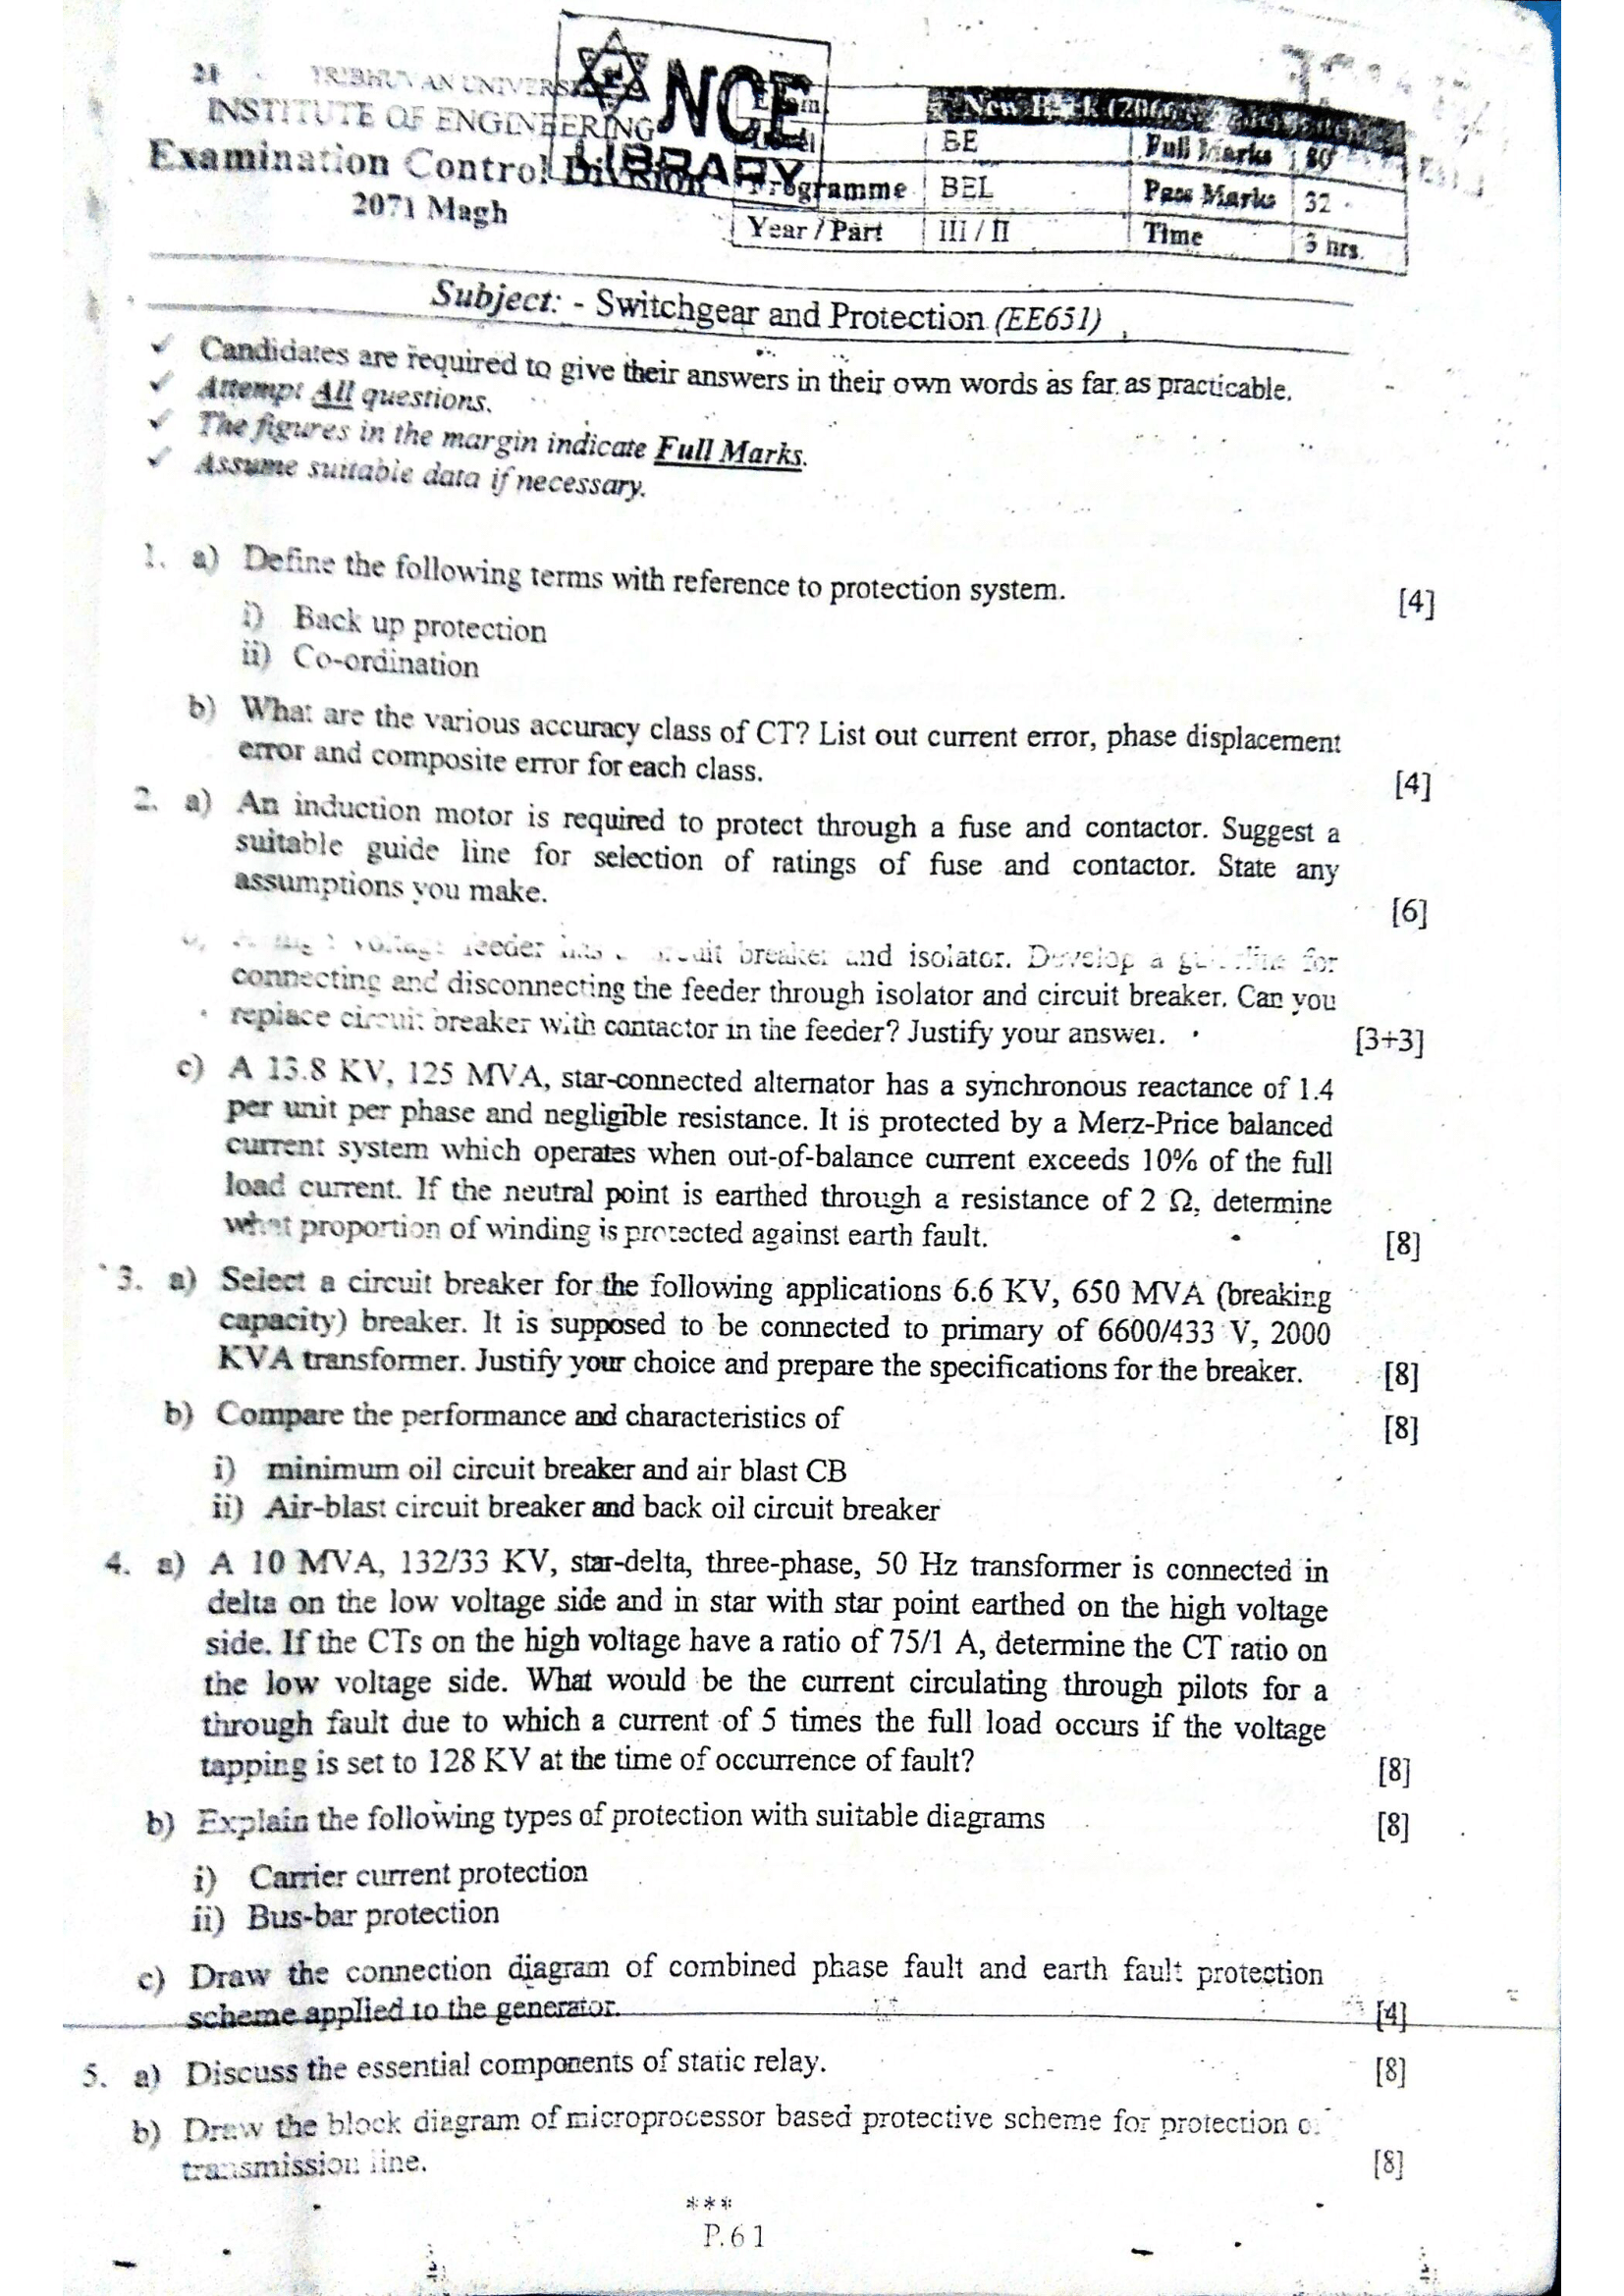 21 TRIBHUVAN UNIVERSITY
INSTITUTE OF ENGINEERING
Examination Control Division
2071 Magh
NCE
LIBRARY
Exam New Back (2066
Level BE Full Marks 80
Programme BEL Pass Marks 32
Year / Part III / II Time 3 hrs.
Subject: - Switchgear and Protection (EE651)
✓ Candidates are required to give their answers in their own words as far as practicable.
✓ Attempt All questions.
✓ The figures in the margin indicate Full Marks.
✓ Assume suitable data if necessary.
1. a) Define the following terms with reference to protection system. [4]
i) Back up protection
ii) Co-ordination
b) What are the various accuracy class of CT? List out current error, phase displacement
error and composite error for each class. [4]
2. a) An induction motor is required to protect through a fuse and contactor. Suggest a
suitable guide line for selection of ratings of fuse and contactor. State any
assumptions you make. [6]
voltage feeder breaker and isolator. Develop a for
connecting and disconnecting the feeder through isolator and circuit breaker. Can you
replace circuit breaker with contactor in the feeder? Justify your answer. [3+3]
c) A 13.8 KV, 125 MVA, star-connected alternator has a synchronous reactance of 1.4
per unit per phase and negligible resistance. It is protected by a Merz-Price balanced
current system which operates when out-of-balance current exceeds 10% of the full
load current. If the neutral point is earthed through a resistance of 2 Ω, determine
what proportion of winding is protected against earth fault. [8]
3. a) Select a circuit breaker for the following applications 6.6 KV, 650 MVA (breaking
capacity) breaker. It is supposed to be connected to primary of 6600/433 V, 2000
KVA transformer. Justify your choice and prepare the specifications for the breaker. [8]
b) Compare the performance and characteristics of [8]
i) minimum oil circuit breaker and air blast CB
ii) Air-blast circuit breaker and back oil circuit breaker
4. a) A 10 MVA, 132/33 KV, star-delta, three-phase, 50 Hz transformer is connected in
delta on the low voltage side and in star with star point earthed on the high voltage
side. If the CTs on the high voltage have a ratio of 75/1 A, determine the CT ratio on
the low voltage side. What would be the current circulating through pilots for a
through fault due to which a current of 5 times the full load occurs if the voltage
tapping is set to 128 KV at the time of occurrence of fault? [8]
b) Explain the following types of protection with suitable diagrams [8]
i) Carrier current protection
ii) Bus-bar protection
c) Draw the connection diagram of combined phase fault and earth fault protection
scheme applied to the generator. [4]
5. a) Discuss the essential components of static relay. [8]
b) Draw the block diagram of microprocessor based protective scheme for protection of
transmission line. [8]
***
P.61